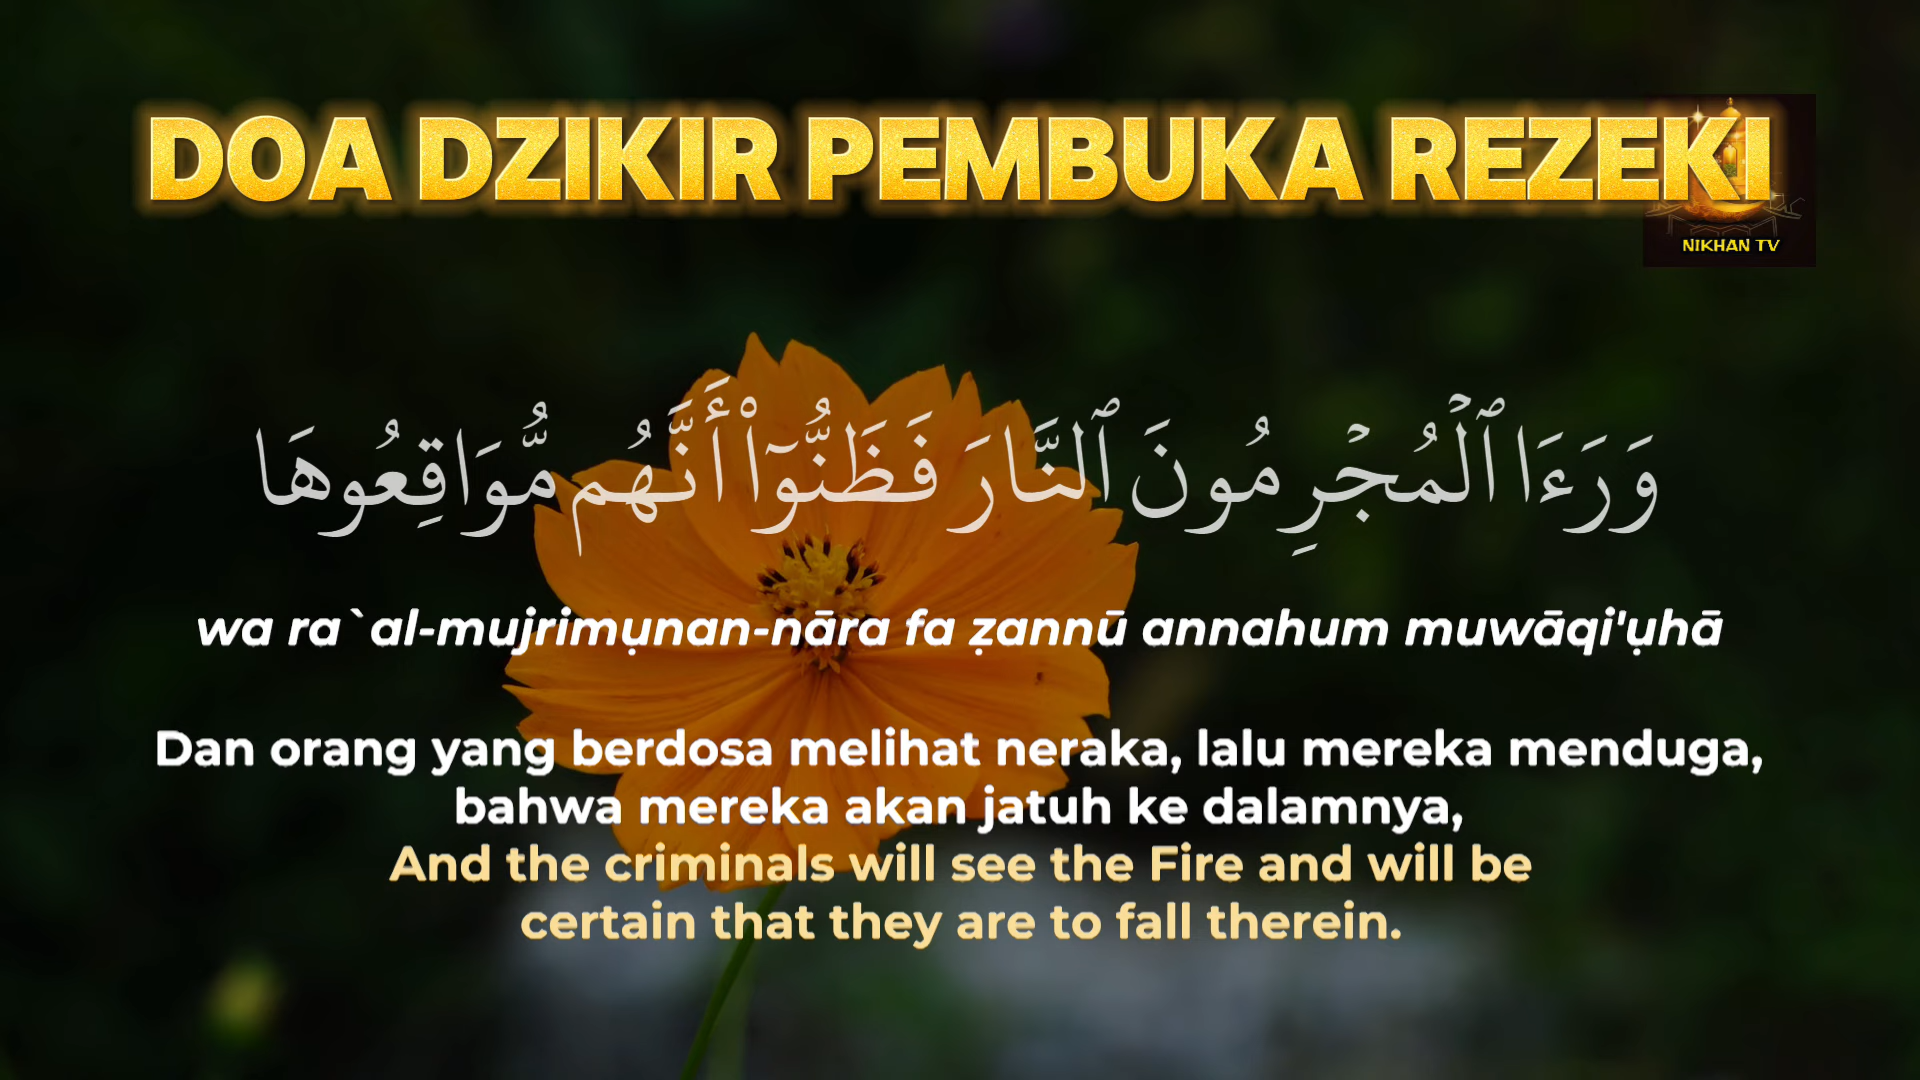 DOA DZIKIR PEMBUKA REZEKI
NIKHAN TV
وَرَءَا ٱلْمُجْرِمُونَ ٱلنَّارَ فَظَنُّوٓا۟ أَنَّهُم مُّوَاقِعُوهَا
wa ra`al-mujrimụnan-nāra fa ẓannū annahum muwāqi'ụhā
Dan orang yang berdosa melihat neraka, lalu mereka menduga,
bahwa mereka akan jatuh ke dalamnya,
And the criminals will see the Fire and will be
certain that they are to fall therein.